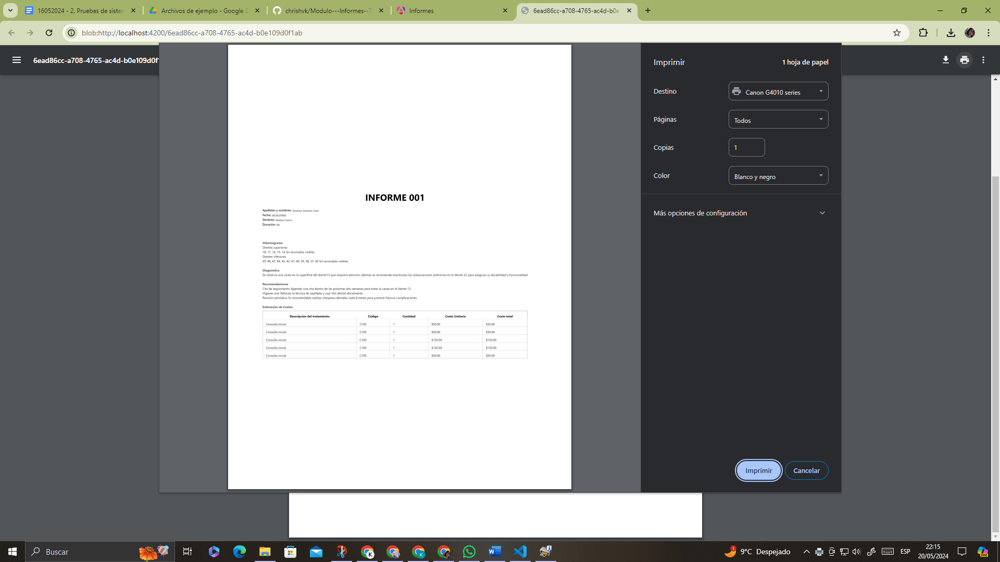 16052024 - 2. Pruebas de sister
Archivos de ejemplo - Google D
chrishvk/Modulo---Informes--T
Informes
6ead86cc-a708-4765-ac4d-b0e
blob:http://localhost:4200/6ead86cc-a708-4765-ac4d-b0e109d0f1ab
6ead86cc-a708-4765-ac4d-b0e109d0f1
INFORME 001
Apellidos y nombres: Jimenez Jimenez Joan
Fecha: 00/00/0000
Dentista: Matias Castro
Duración: 90
Odontograma
Dientes superiores
18, 17, 16, 15, 14 Sin anomalías visibles
Dientes inferiores
45, 46, 47, 44, 43, 42, 41, 40, 39, 38, 37, 36 Sin anomalías visibles
Diagnóstico
Se observa una caries en la superficie del diente13 que requiere atención además se recomienda monitorear las restauraciones anteriores en el diente 32 para asegurar su durabilidad y funcionalidad
Recomendaciones
Cita de seguimiento: Agendar una cita dentro de las próximas dos semanas para tratar la caries en el diente 13.
Higiene oral: Reforzar la técnica de cepillado y usar hilo dental diariamente
Revisión periódica: Es recomendable realizar chequeos dentales cada 8 meses para prevenir futuros complicaciones
Estimación de Costos
Descripción del tratamiento Código Cantidad Costo Unitario Costo total
Consulta inicial C100 1 $50.00 $50.00
Consulta inicial C100 1 $50.00 $50.00
Consulta inicial C100 1 $150.00 $150.00
Consulta inicial C100 1 $150.00 $150.00
Consulta inicial C100 1 $50.00 $50.00
Imprimir 1 hoja de papel
Destino Canon G4010 series
Páginas Todos
Copias 1
Color Blanco y negro
Más opciones de configuración
Imprimir Cancelar
Buscar
1 9°C Despejado
ESP
22:15
20/05/2024